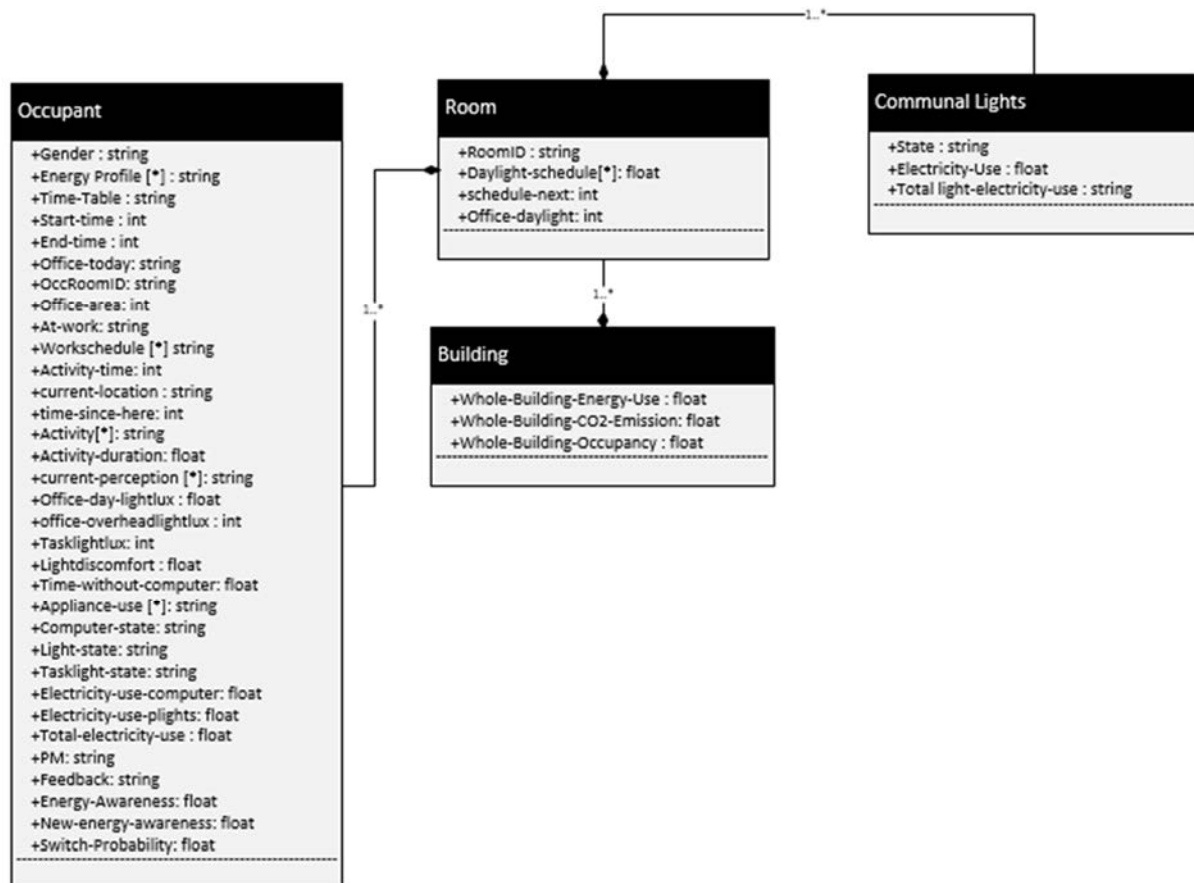 1..*
Occupant
+Gender : string
+Energy Profile [*] : string
+Time-Table : string
+Start-time : int
+End-time : int
+Office-today: string
+OccRoomID: string
+Office-area: int
+At-work: string
+Workschedule [*] string
+Activity-time: int
+current-location : string
+time-since-here: int
+Activity[*]: string
+Activity-duration: float
+current-perception [*]: string
+Office-day-lightlux : float
+office-overheadlightlux : int
+Tasklightlux: int
+Lightdiscomfort : float
+Time-without-computer: float
+Appliance-use [*]: string
+Computer-state: string
+Light-state: string
+Tasklight-state: string
+Electricity-use-computer: float
+Electricity-use-plights: float
+Total-electricity-use : float
+PM: string
+Feedback: string
+Energy-Awareness: float
+New-energy-awareness: float
+Switch-Probability: float
1..*
Room
+RoomID : string
+Daylight-schedule[*]: float
+schedule-next: int
+Office-daylight: int
1..*
Building
+Whole-Building-Energy-Use : float
+Whole-Building-CO2-Emission: float
+Whole-Building-Occupancy : float
Communal Lights
+State : string
+Electricity-Use : float
+Total light-electricity-use : string